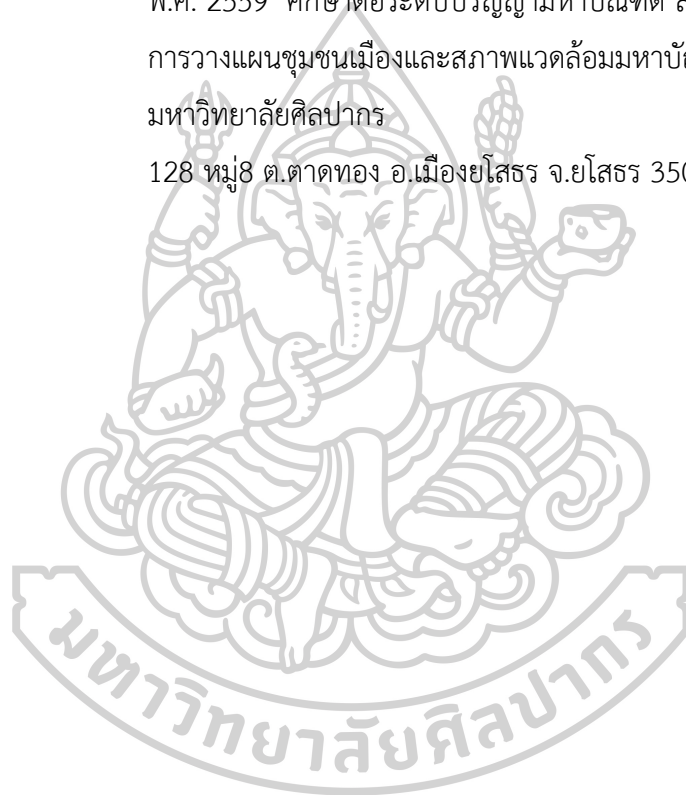 พ.ศ. 2559 ศึกษาต่อระดับปริญญามหาบัณฑิต
การวางแผนชุมชนเมืองและสภาพแวดล้อมมหาบั
มหาวิทยาลัยศิลปากร
128 หมู่8 ต.ตาดทอง อ.เมืองยโสธร จ.ยโสธร 350
มหาวิทยาลัยศิลปากร